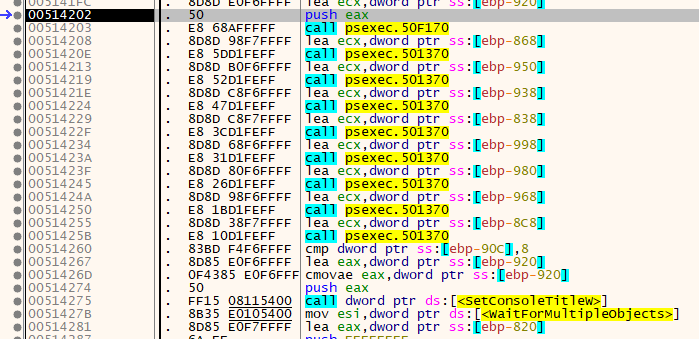 005141FC . 8D8D E0F6FFFF lea ecx,dword ptr ss:[ebp-920]
00514202 . 50 push eax
00514203 . E8 68AFFFFF call psexec.50F170
00514208 . 8D8D 98F7FFFF lea ecx,dword ptr ss:[ebp-868]
0051420E . E8 5DD1FEFF call psexec.501370
00514213 . 8D8D B0F6FFFF lea ecx,dword ptr ss:[ebp-950]
00514219 . E8 52D1FEFF call psexec.501370
0051421E . 8D8D C8F6FFFF lea ecx,dword ptr ss:[ebp-938]
00514224 . E8 47D1FEFF call psexec.501370
00514229 . 8D8D C8F7FFFF lea ecx,dword ptr ss:[ebp-838]
0051422F . E8 3CD1FEFF call psexec.501370
00514234 . 8D8D 68F6FFFF lea ecx,dword ptr ss:[ebp-998]
0051423A . E8 31D1FEFF call psexec.501370
0051423F . 8D8D 80F6FFFF lea ecx,dword ptr ss:[ebp-980]
00514245 . E8 26D1FEFF call psexec.501370
0051424A . 8D8D 98F6FFFF lea ecx,dword ptr ss:[ebp-968]
00514250 . E8 1BD1FEFF call psexec.501370
00514255 . 8D8D 38F7FFFF lea ecx,dword ptr ss:[ebp-8C8]
0051425B . E8 10D1FEFF call psexec.501370
00514260 . 83BD F4F6FFFF cmp dword ptr ss:[ebp-90C],8
00514267 . 8D85 E0F6FFFF lea eax,dword ptr ss:[ebp-920]
0051426D . 0F4385 E0F6FFF cmovae eax,dword ptr ss:[ebp-920]
00514274 . 50 push eax
00514275 . FF15 08115400 call dword ptr ds:[<SetConsoleTitleW>]
0051427B . 8B35 E0105400 mov esi,dword ptr ds:[<WaitForMultipleObjects>]
00514281 . 8D85 E0F7FFFF lea eax,dword ptr ss:[ebp-820]
00514287 . 6A FF push FFFFFFFF